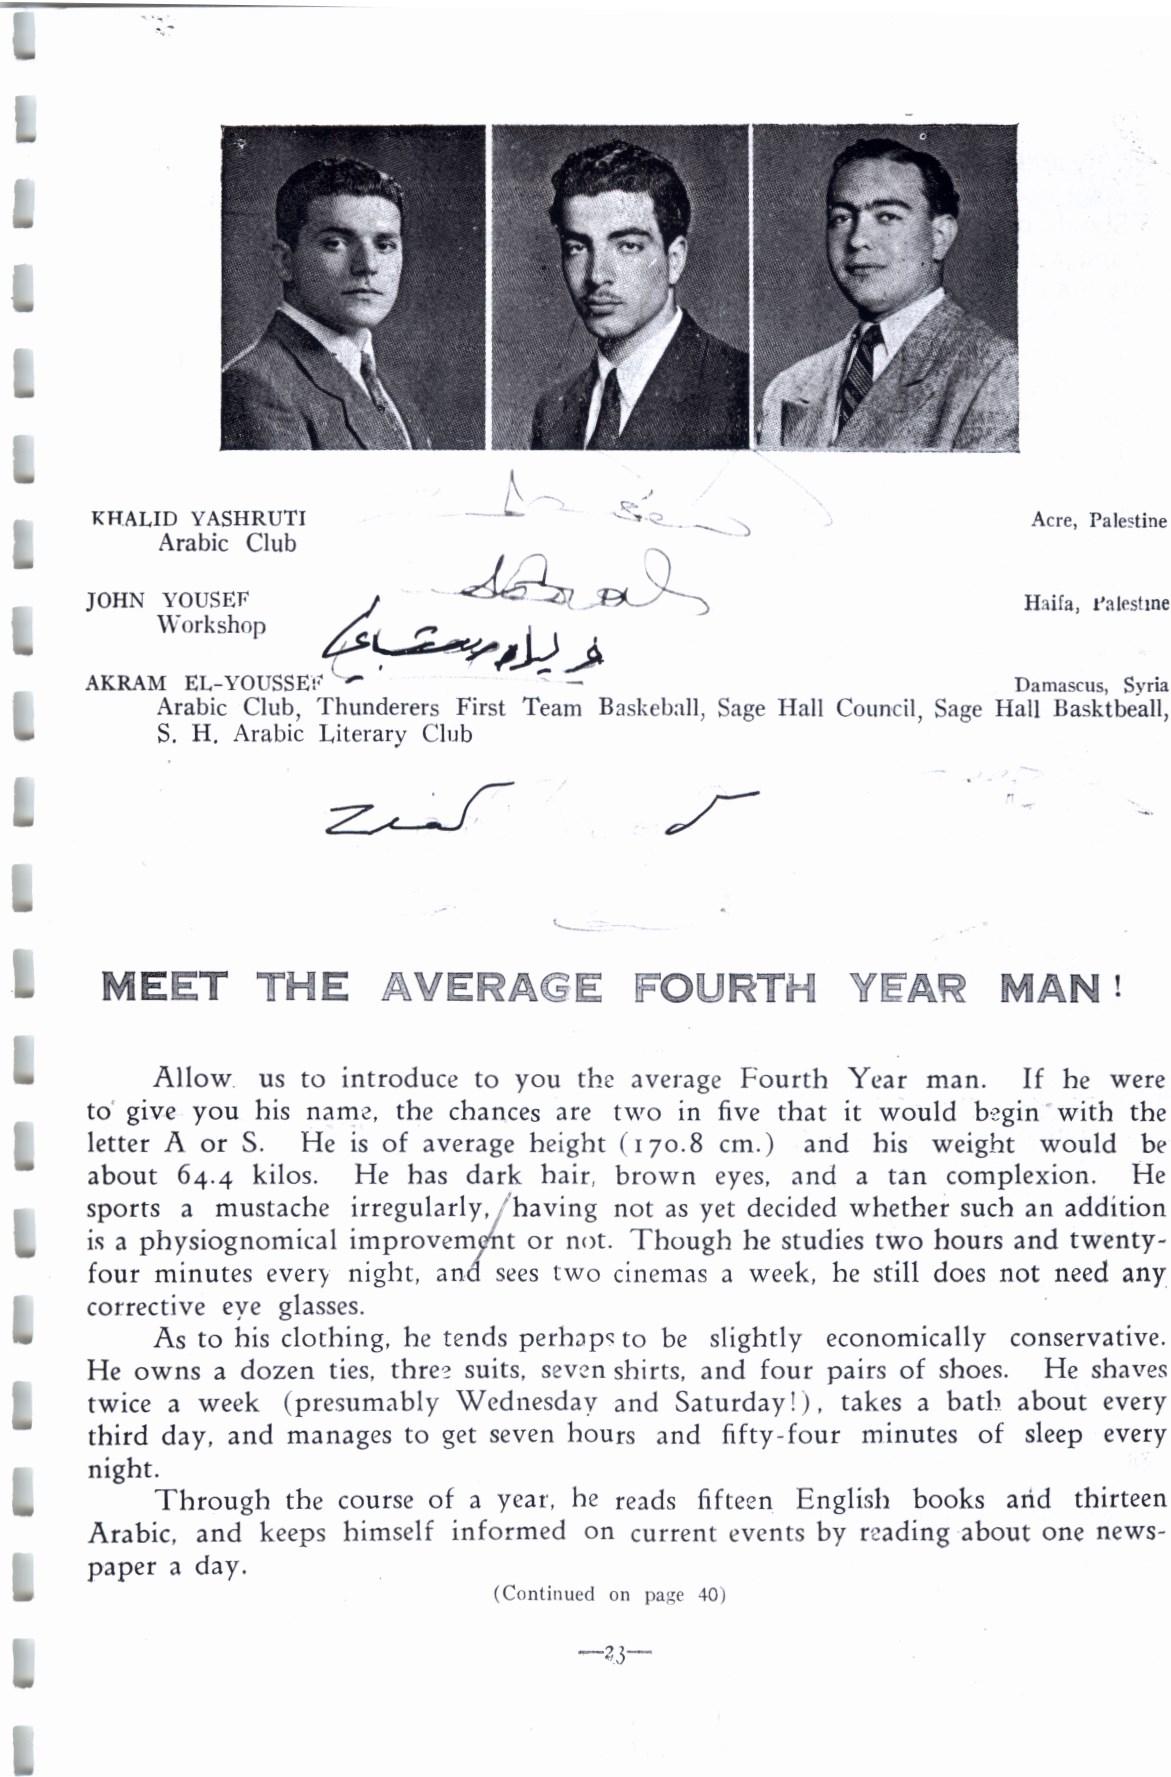 KHALID YASHRUTI Acre, Palestine
Arabic Club
JOHN YOUSEF Haifa, Palestine
Workshop
AKRAM EL-YOUSSEF Damascus, Syria
Arabic Club, Thunderers First Team Baskeball, Sage Hall Council, Sage Hall Basktbeall,
S. H. Arabic Literary Club
MEET THE AVERAGE FOURTH YEAR MAN!
Allow us to introduce to you the average Fourth Year man. If he were
to give you his name, the chances are two in five that it would begin with the
letter A or S. He is of average height (170.8 cm.) and his weight would be
about 64.4 kilos. He has dark hair, brown eyes, and a tan complexion. He
sports a mustache irregularly, having not as yet decided whether such an addition
is a physiognomical improvement or not. Though he studies two hours and twenty-
four minutes every night, and sees two cinemas a week, he still does not need any
corrective eye glasses.
As to his clothing, he tends perhaps to be slightly economically conservative.
He owns a dozen ties, three suits, seven shirts, and four pairs of shoes. He shaves
twice a week (presumably Wednesday and Saturday!), takes a bath about every
third day, and manages to get seven hours and fifty-four minutes of sleep every
night.
Through the course of a year, he reads fifteen English books and thirteen
Arabic, and keeps himself informed on current events by reading about one news-
paper a day.
(Continued on page 40)
—23—